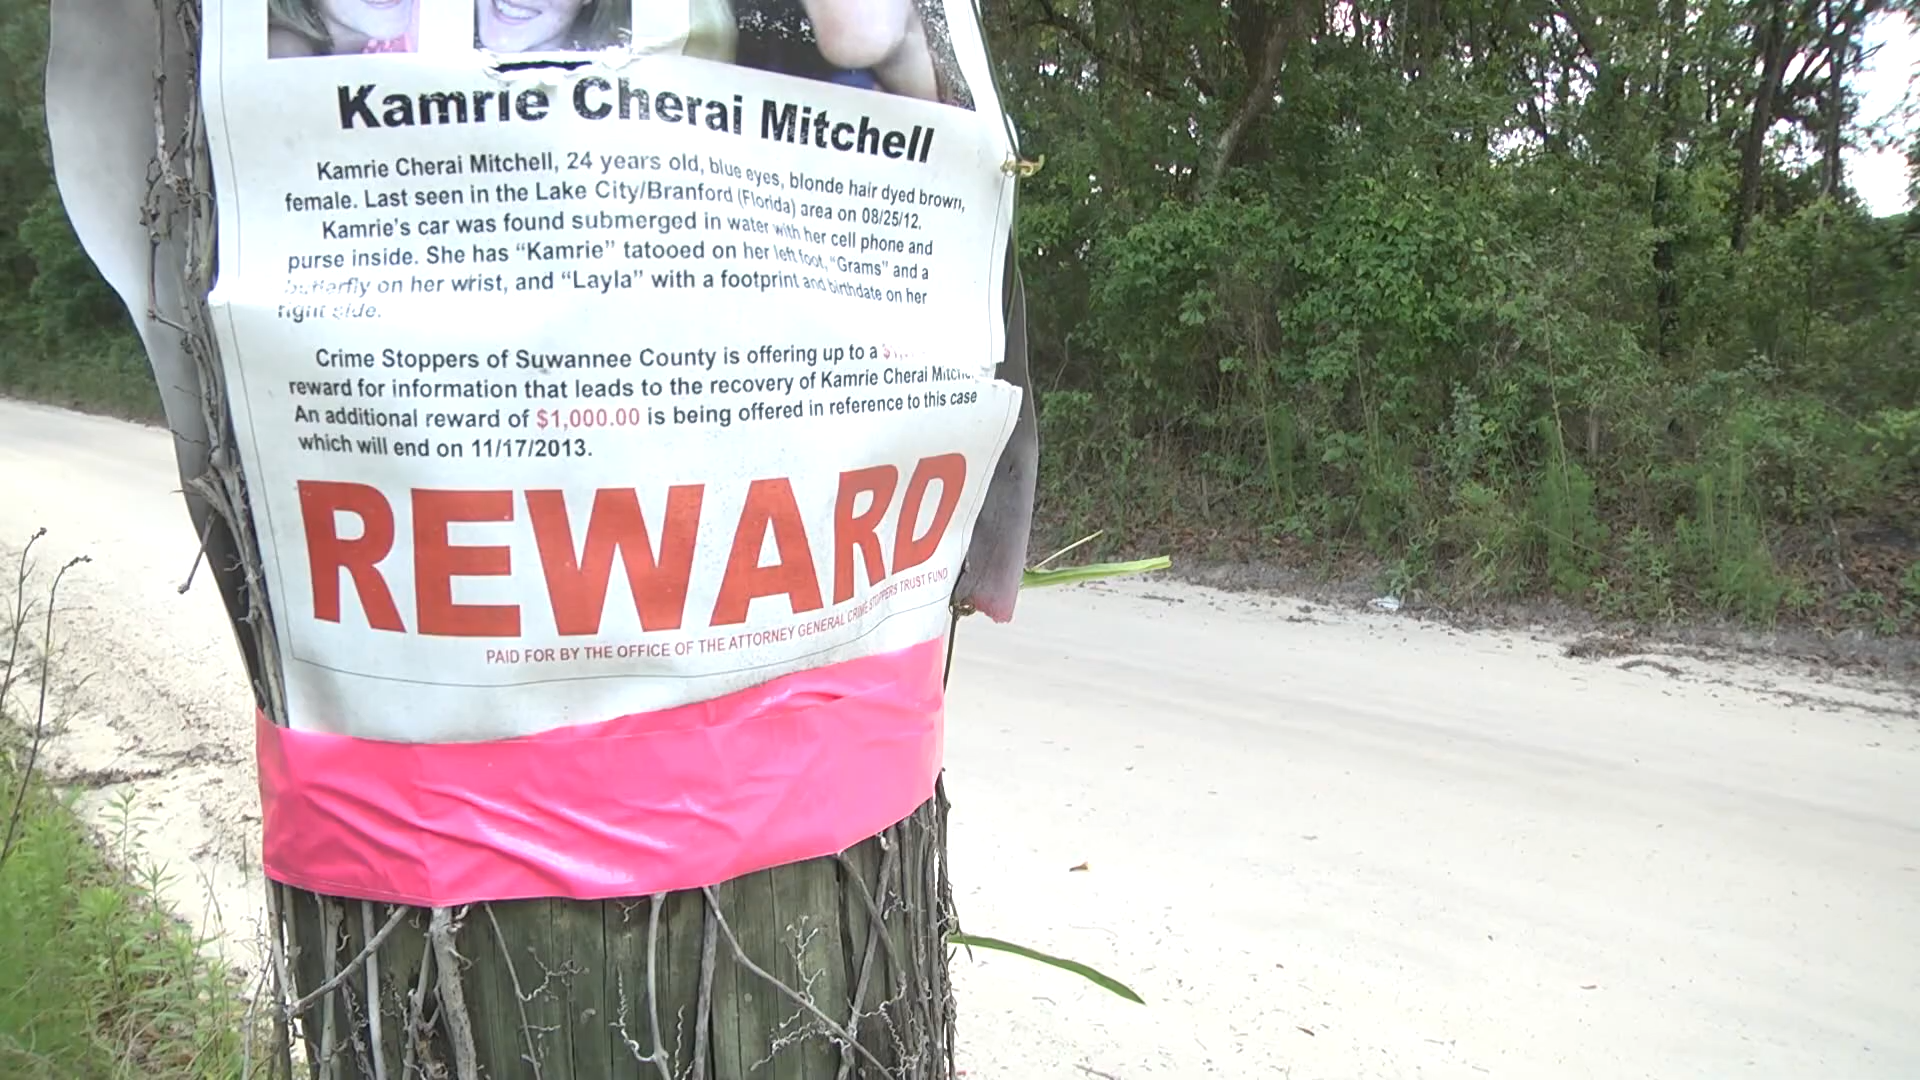 Kamrie Cherai Mitchell
Kamrie Cherai Mitchell, 24 years old, blue eyes, blonde hair dyed brown,
female. Last seen in the Lake City/Branford (Florida) area on 08/25/12.
Kamrie's car was found submerged in water with her cell phone and
purse inside. She has "Kamrie" tatooed on her left foot, "Grams" and a
butterfly on her wrist, and "Layla" with a footprint and birthdate on her
right side.
Crime Stoppers of Suwannee County is offering up to a
reward for information that leads to the recovery of Kamrie Cherai
An additional reward of $1,000.00 is being offered in reference to this case
which will end on 11/17/2013.
REWARD
PAID FOR BY THE OFFICE OF THE ATTORNEY GENERAL CRIME STOPPERS TRUST FUND